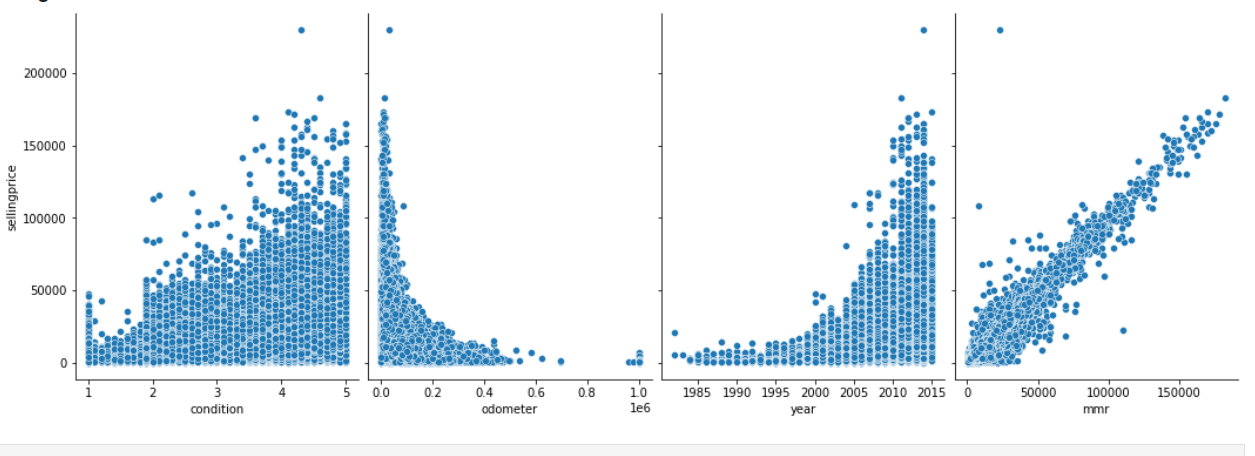 200000
150000
100000
50000
0
sellingprice
1 2 3 4 5
condition
0.0 0.2 0.4 0.6 0.8 1.0
1e6
odometer
1985 1990 1995 2000 2005 2010 2015
year
0 50000 100000 150000
mmr